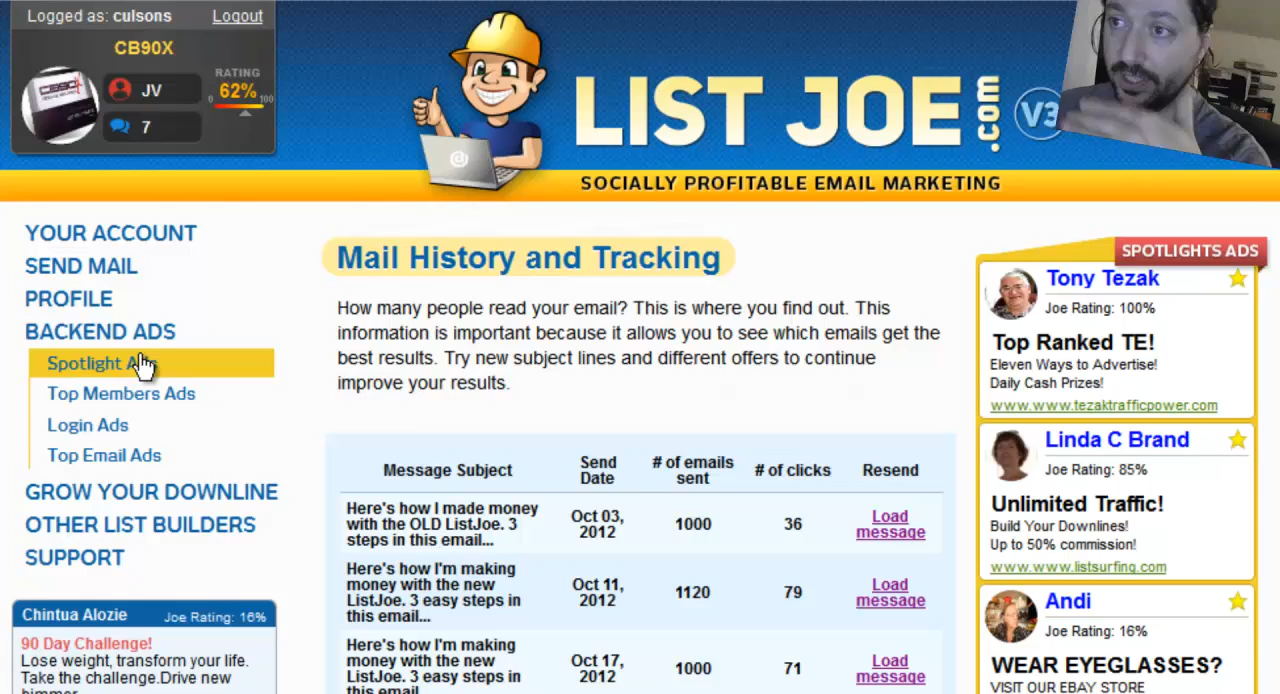 Logged as: culsons Logout
CB90X
JV
7
RATING
62%
0 100
LIST JOE.com V3
SOCIALLY PROFITABLE EMAIL MARKETING
YOUR ACCOUNT
SEND MAIL
PROFILE
BACKEND ADS
Spotlight Ads
Top Members Ads
Login Ads
Top Email Ads
GROW YOUR DOWNLINE
OTHER LIST BUILDERS
SUPPORT
Chintua Alozie Joe Rating: 16%
90 Day Challenge!
Lose weight, transform your life.
Take the challenge.Drive new
Mail History and Tracking
How many people read your email? This is where you find out. This
information is important because it allows you to see which emails get the
best results. Try new subject lines and different offers to continue
improve your results.
Message Subject
Send
Date
# of emails
sent
# of clicks
Resend
Here's how I made money
with the OLD ListJoe. 3
steps in this email...
Oct 03,
2012
1000
36
Load
message
Here's how I'm making
money with the new
ListJoe. 3 easy steps in
this email...
Oct 11,
2012
1120
79
Load
message
Here's how I'm making
money with the new
ListJoe. 3 easy steps in
this email
Oct 17,
2012
1000
71
Load
message
SPOTLIGHTS ADS
Tony Tezak
Joe Rating: 100%
Top Ranked TE!
Eleven Ways to Advertise!
Daily Cash Prizes!
www.www.tezaktrafficpower.com
Linda C Brand
Joe Rating: 85%
Unlimited Traffic!
Build Your Downlines!
Up to 50% commission!
www.www.listsurfing.com
Andi
Joe Rating: 16%
WEAR EYEGLASSES?
VISIT OUR EBAY STORE